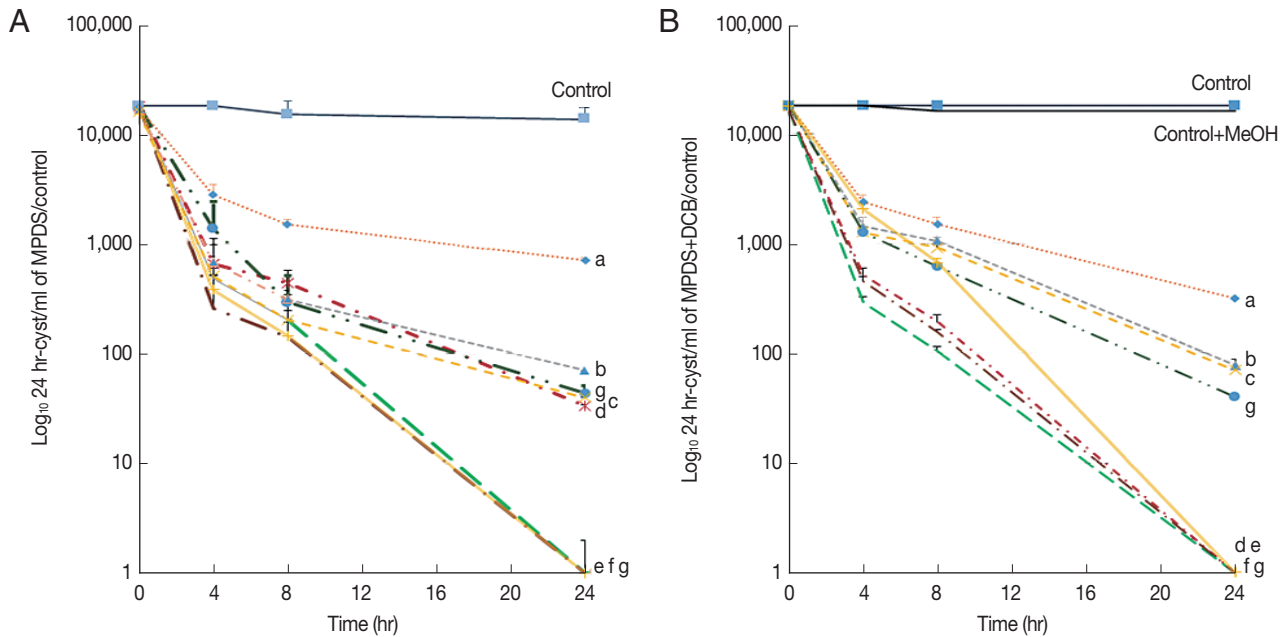 A
Log₁₀ 24 hr-cyst/ml of MPDS/control
100,000
10,000
1,000
100
10
1
Control
a
b
g
c
d
e f g
0 4 8 12 16 20 24
Time (hr)
B
Log₁₀ 24 hr-cyst/ml of MPDS+DCB/control
100,000
10,000
1,000
100
10
1
Control
Control+MeOH
a
b
c
g
d e
f g
0 4 8 12 16 20 24
Time (hr)